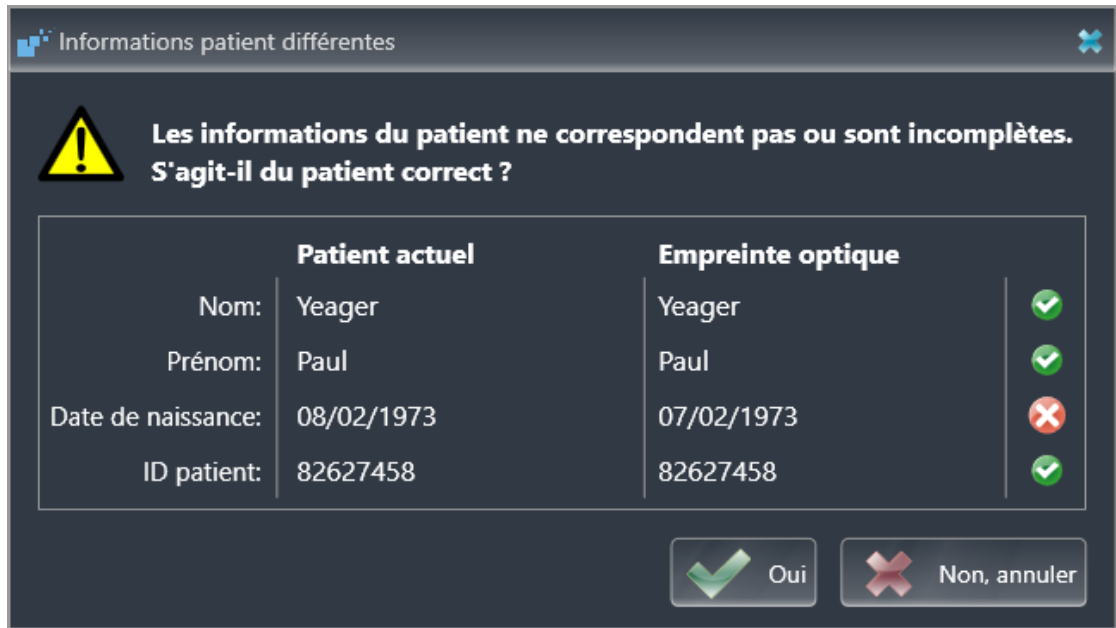 Informations patient différentes
Les informations du patient ne correspondent pas ou sont incomplètes.
S'agit-il du patient correct ?
Patient actuel Empreinte optique
Nom: Yeager Yeager
Prénom: Paul Paul
Date de naissance: 08/02/1973 07/02/1973
ID patient: 82627458 82627458
Oui Non, annuler